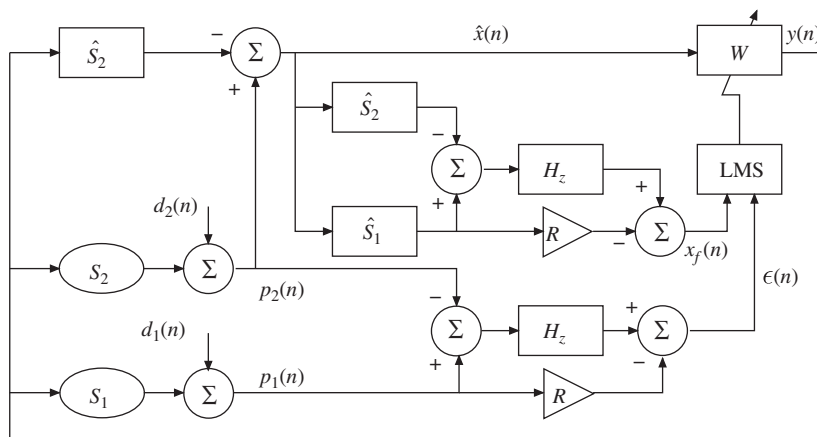 Ŝ₂
−
Σ
+
x̂(n)
W
y(n)
Ŝ₂
−
Σ
+
H_z
+
LMS
d₂(n)
Ŝ₁
R
−
Σ
x_f(n)
S₂
Σ
p₂(n)
ϵ(n)
−
Σ
+
H_z
+
Σ
−
d₁(n)
S₁
Σ
p₁(n)
R